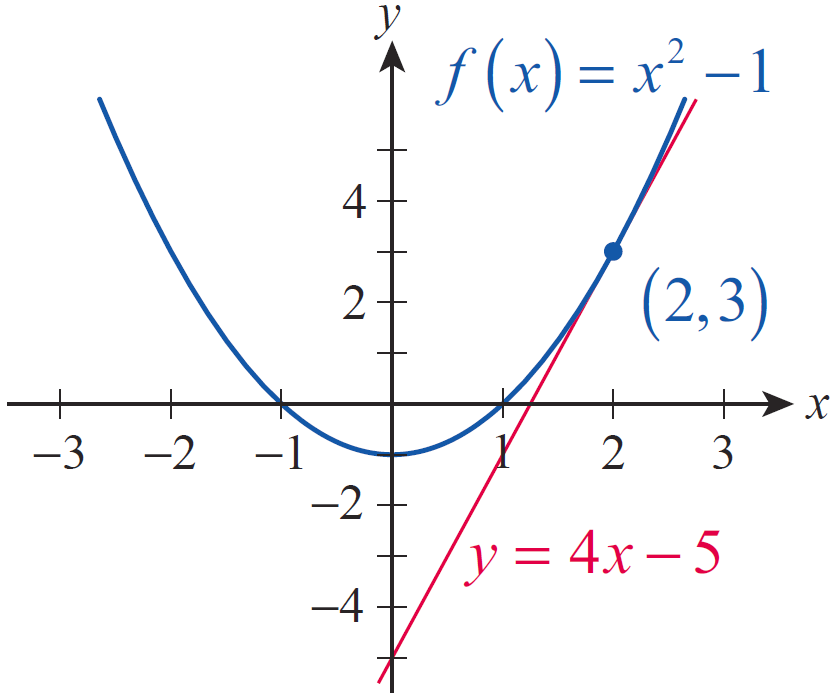 y
f(x) = x² − 1
4
(2, 3)
2
x
−3 −2 −1 1 2 3
−2
y = 4x − 5
−4